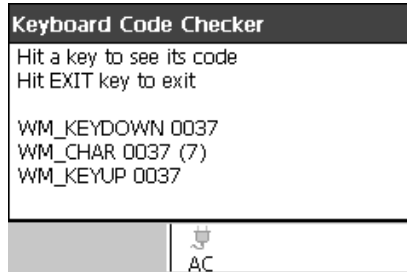 Keyboard Code Checker
Hit a key to see its code
Hit EXIT key to exit
WM_KEYDOWN 0037
WM_CHAR 0037 (7)
WM_KEYUP 0037
AC